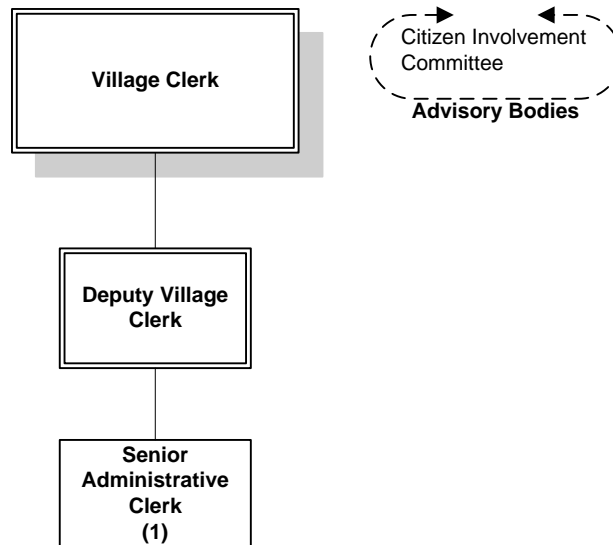 Village Clerk
Citizen Involvement
Committee
Advisory Bodies
Deputy Village
Clerk
Senior
Administrative
Clerk
(1)